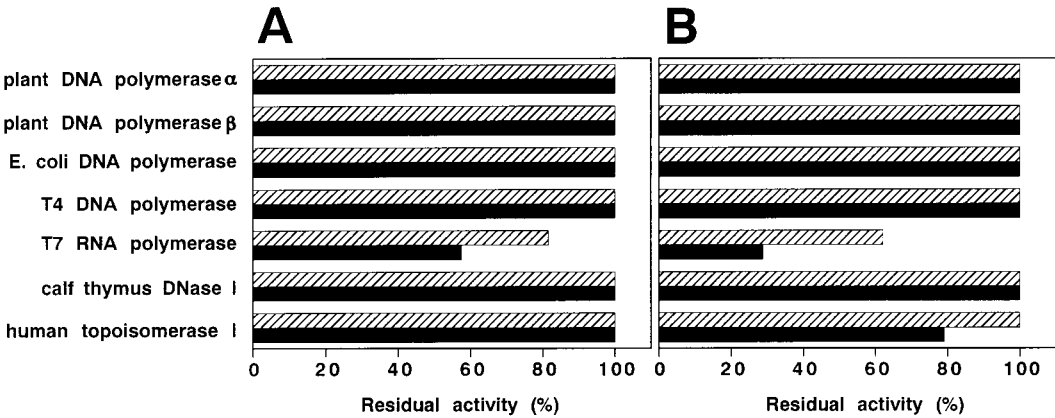 A B
plant DNA polymerase α
plant DNA polymerase β
E. coli DNA polymerase
T4 DNA polymerase
T7 RNA polymerase
calf thymus DNase I
human topoisomerase I
0 20 40 60 80 100 0 20 40 60 80 100
Residual activity (%) Residual activity (%)